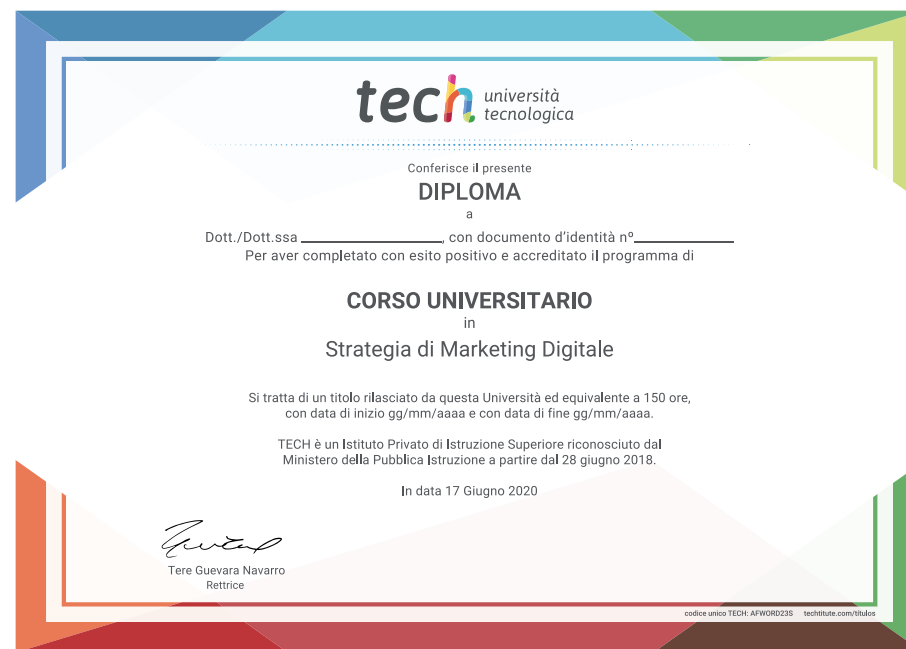 tech università
tecnologica
Conferisce il presente
DIPLOMA
a
Dott./Dott.ssa ____________________, con documento d'identità nº______________
Per aver completato con esito positivo e accreditato il programma di
CORSO UNIVERSITARIO
in
Strategia di Marketing Digitale
Si tratta di un titolo rilasciato da questa Università ed equivalente a 150 ore,
con data di inizio gg/mm/aaaa e con data di fine gg/mm/aaaa.
TECH è un Istituto Privato di Istruzione Superiore riconosciuto dal
Ministero della Pubblica Istruzione a partire dal 28 giugno 2018.
In data 17 Giugno 2020
Tere Guevara Navarro
Rettrice
codice unico TECH: AFWORD23S techtitute.com/titulos